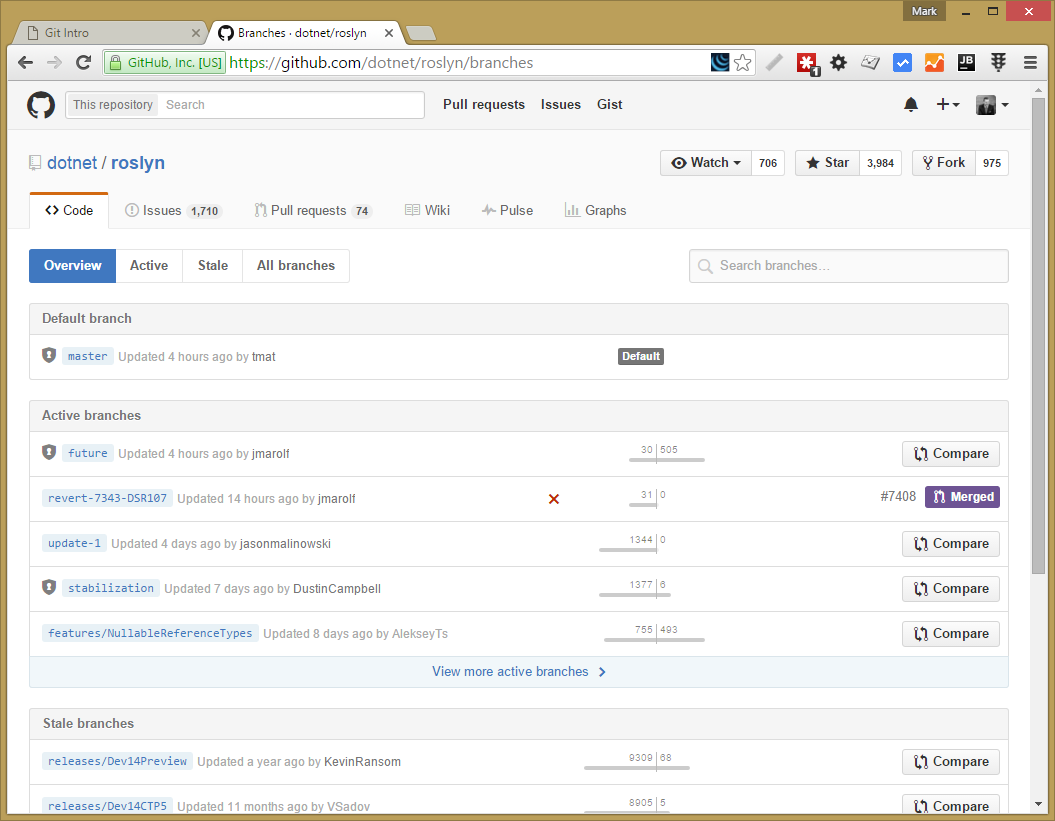 Mark
Git Intro
Branches · dotnet/roslyn
GitHub, Inc. [US] https://github.com/dotnet/roslyn/branches
1
JB
This repository Search Pull requests Issues Gist
dotnet / roslyn
Watch 706 Star 3,984 Fork 975
Code Issues 1,710 Pull requests 74 Wiki Pulse Graphs
Overview Active Stale All branches Search branches...
Default branch
master Updated 4 hours ago by tmat Default
Active branches
future Updated 4 hours ago by jmarolf 30 505 Compare
revert-7343-DSR107 Updated 14 hours ago by jmarolf 31 0 #7408 Merged
update-1 Updated 4 days ago by jasonmalinowski 1344 0 Compare
stabilization Updated 7 days ago by DustinCampbell 1377 6 Compare
features/NullableReferenceTypes Updated 8 days ago by AlekseyTs 755 493 Compare
View more active branches
Stale branches
releases/Dev14Preview Updated a year ago by KevinRansom 9309 68 Compare
releases/Dev14CTP5 Updated 11 months ago by VSadov 8905 5 Compare